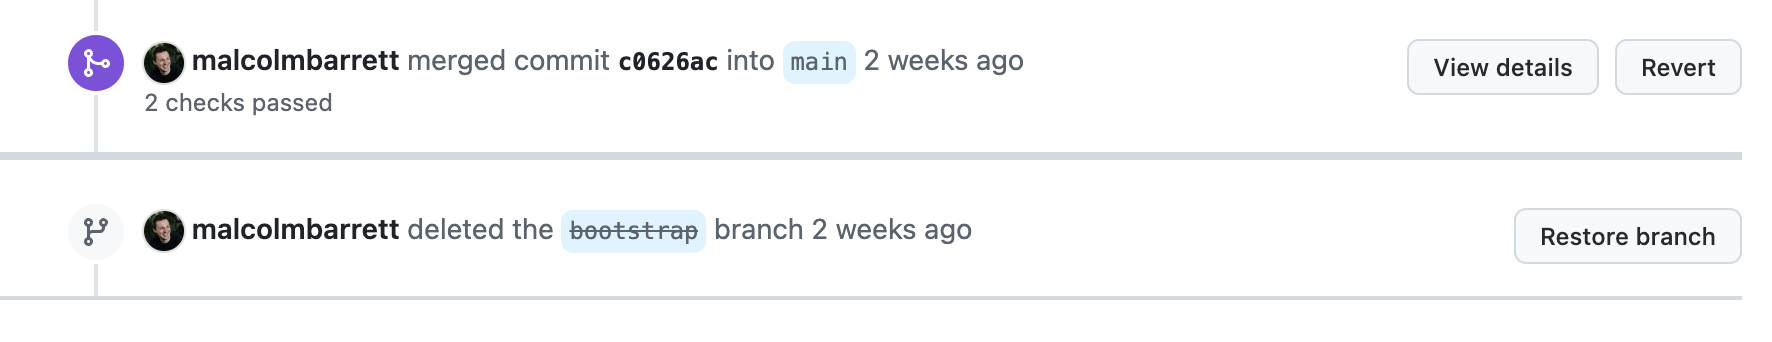 malcolmbarrett merged commit c0626ac into main 2 weeks ago
View details
Revert
2 checks passed
malcolmbarrett deleted the bootstrap branch 2 weeks ago
Restore branch